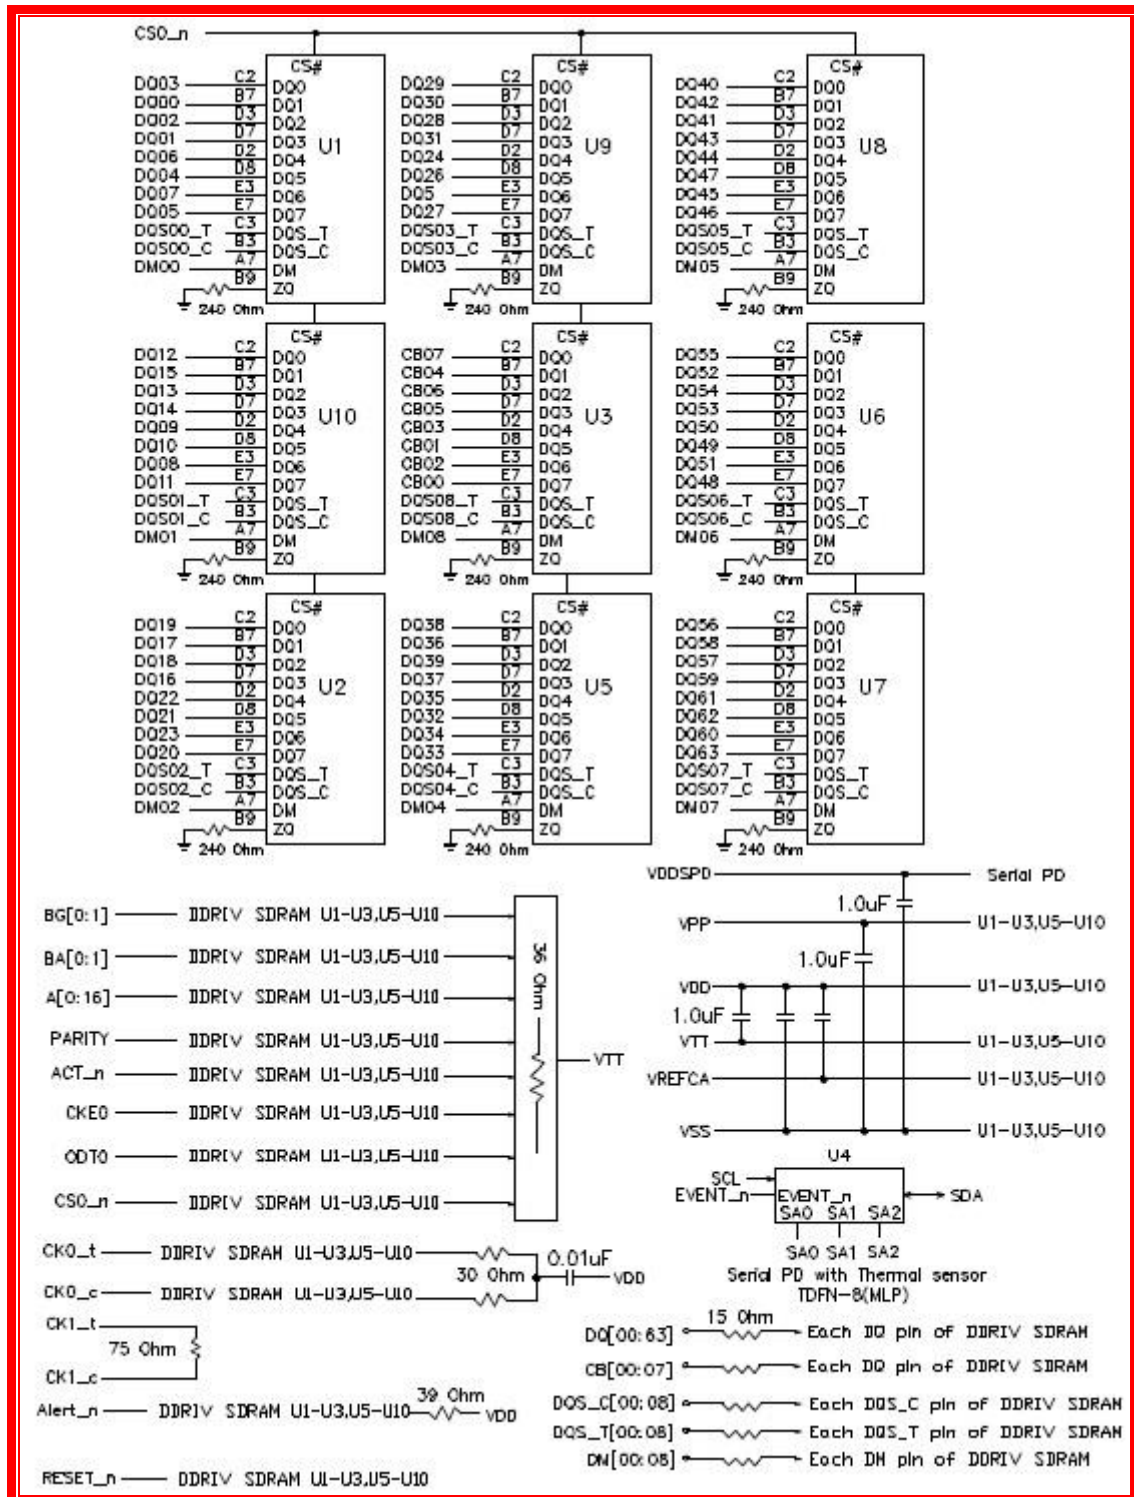 CS0_n
CS# CS# CS#
DQ03 C2 DQ0 DQ29 C2 DQ0 DQ40 C2 DQ0
DQ00 B7 DQ1 DQ30 B7 DQ1 DQ42 B7 DQ1
DQ02 D3 DQ2 DQ28 D3 DQ2 DQ41 D3 DQ2
DQ01 D7 DQ3 U1 DQ31 D7 DQ3 U9 DQ43 D7 DQ3 U8
DQ06 D2 DQ4 DQ24 D2 DQ4 DQ44 D2 DQ4
DQ04 D8 DQ5 DQ26 D8 DQ5 DQ47 D8 DQ5
DQ07 E3 DQ6 DQ5 E3 DQ6 DQ45 E3 DQ6
DQ05 E7 DQ7 DQ27 E7 DQ7 DQ46 E7 DQ7
DQS00_T C3 DQS_T DQS03_T C3 DQS_T DQS05_T C3 DQS_T
DQS00_C B3 DQS_C DQS03_C B3 DQS_C DQS05_C B3 DQS_C
DM00 A7 DM DM03 A7 DM DM05 A7 DM
B9 ZQ B9 ZQ B9 ZQ
240 Ohm 240 Ohm 240 Ohm
CS# CS# CS#
DQ12 C2 DQ0 CB07 C2 DQ0 DQ55 C2 DQ0
DQ15 B7 DQ1 CB04 B7 DQ1 DQ52 B7 DQ1
DQ13 D3 DQ2 CB06 D3 DQ2 DQ54 D3 DQ2
DQ14 D7 DQ3 U10 CB05 D7 DQ3 U3 DQ53 D7 DQ3 U6
DQ09 D2 DQ4 CB03 D2 DQ4 DQ50 D2 DQ4
DQ10 D8 DQ5 CB01 D8 DQ5 DQ49 D8 DQ5
DQ08 E3 DQ6 CB02 E3 DQ6 DQ51 E3 DQ6
DQ11 E7 DQ7 CB00 E7 DQ7 DQ48 E7 DQ7
DQS01_T C3 DQS_T DQS08_T C3 DQS_T DQS06_T C3 DQS_T
DQS01_C B3 DQS_C DQS08_C B3 DQS_C DQS06_C B3 DQS_C
DM01 A7 DM DM08 A7 DM DM06 A7 DM
B9 ZQ B9 ZQ B9 ZQ
240 Ohm 240 Ohm 240 Ohm
CS# CS# CS#
DQ19 C2 DQ0 DQ38 C2 DQ0 DQ56 C2 DQ0
DQ17 B7 DQ1 DQ36 B7 DQ1 DQ58 B7 DQ1
DQ18 D3 DQ2 DQ39 D3 DQ2 DQ57 D3 DQ2
DQ16 D7 DQ3 U2 DQ37 D7 DQ3 U5 DQ59 D7 DQ3 U7
DQ22 D2 DQ4 DQ35 D2 DQ4 DQ61 D2 DQ4
DQ21 D8 DQ5 DQ32 D8 DQ5 DQ62 D8 DQ5
DQ23 E3 DQ6 DQ34 E3 DQ6 DQ60 E3 DQ6
DQ20 E7 DQ7 DQ33 E7 DQ7 DQ63 E7 DQ7
DQS02_T C3 DQS_T DQS04_T C3 DQS_T DQS07_T C3 DQS_T
DQS02_C B3 DQS_C DQS04_C B3 DQS_C DQS07_C B3 DQS_C
DM02 A7 DM DM04 A7 DM DM07 A7 DM
B9 ZQ B9 ZQ B9 ZQ
240 Ohm 240 Ohm 240 Ohm
BG[0:1] DDRIV SDRAM U1-U3,U5-U10
BA[0:1] DDRIV SDRAM U1-U3,U5-U10
A[0:16] DDRIV SDRAM U1-U3,U5-U10
PARITY DDRIV SDRAM U1-U3,U5-U10
ACT_n DDRIV SDRAM U1-U3,U5-U10
CKE0 DDRIV SDRAM U1-U3,U5-U10
ODT0 DDRIV SDRAM U1-U3,U5-U10
CS0_n DDRIV SDRAM U1-U3,U5-U10
36 Ohm
VTT
VDDSPD Serial PD
1.0uF
VPP U1-U3,U5-U10
1.0uF
VDD U1-U3,U5-U10
1.0uF
VTT U1-U3,U5-U10
VREFCA U1-U3,U5-U10
VSS U1-U3,U5-U10
U4
SCL
EVENT_n EVENT_n SDA
SA0 SA1 SA2
SA0 SA1 SA2
Serial PD with Thermal sensor
TDFN-8(MLP)
CK0_t DDRIV SDRAM U1-U3,U5-U10
30 Ohm 0.01uF VDD
CK0_c DDRIV SDRAM U1-U3,U5-U10
CK1_t
75 Ohm
CK1_c
Alert_n DDRIV SDRAM U1-U3,U5-U10 39 Ohm VDD
RESET_n DDRIV SDRAM U1-U3,U5-U10
15 Ohm
DQ[00:63] Each DQ pin of DDRIV SDRAM
CB[00:07] Each DQ pin of DDRIV SDRAM
DQS_C[00:08] Each DQS_C pin of DDRIV SDRAM
DQS_T[00:08] Each DQS_T pin of DDRIV SDRAM
DM[00:08] Each DM pin of DDRIV SDRAM